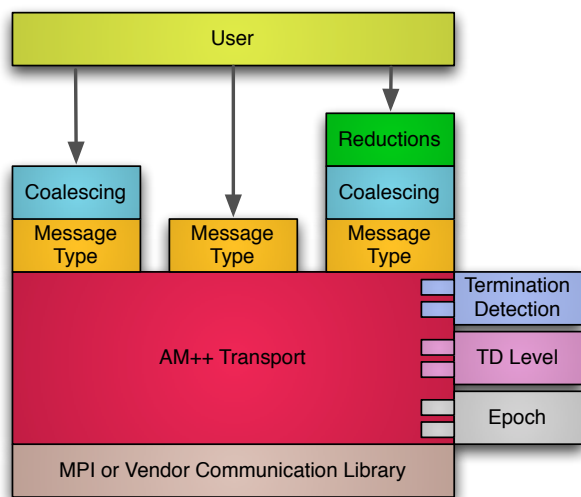 User
Reductions
Coalescing
Coalescing
Message
Type
Message
Type
Message
Type
Termination
Detection
AM++ Transport
TD Level
Epoch
MPI or Vendor Communication Library